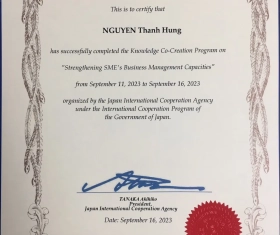 This is to certify that
NGUYEN Thanh Hung
has successfully completed the Knowledge Co-Creation Program on
"Strengthening SME's Business Management Capacities"
from September 11, 2023 to September 16, 2023
organized by the Japan International Cooperation Agency
under the International Cooperation Program of
the Government of Japan.
TANAKA Akihiko
President,
Japan International Cooperation Agency
Date: September 16, 2023